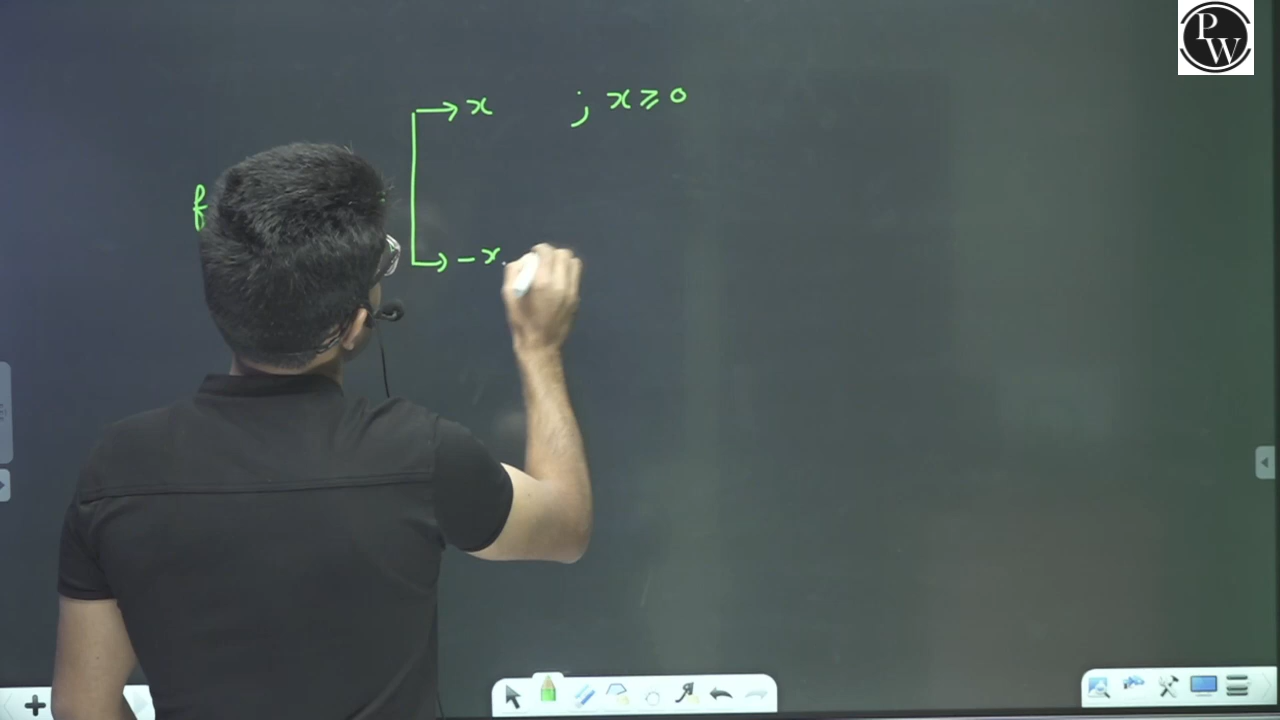 PW
→ x ; x ⩾ 0
f
→ -x